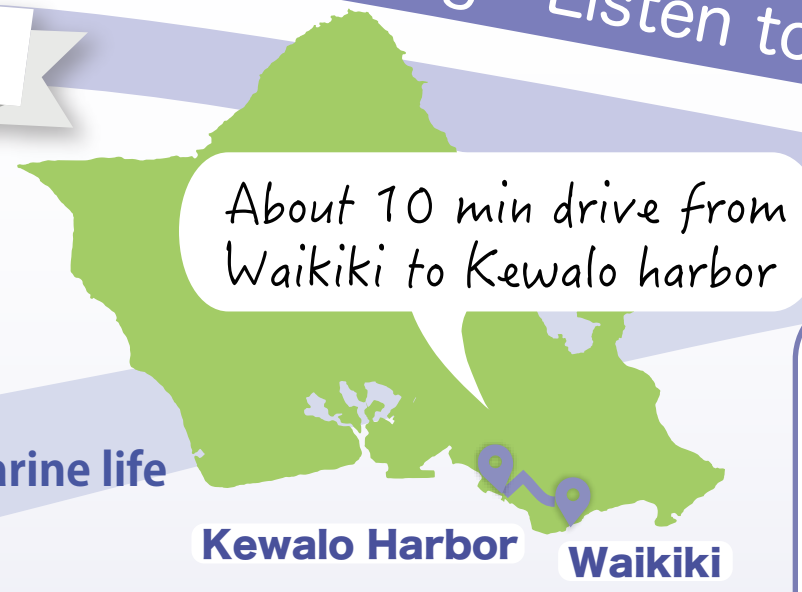 Listen to
About 10 min drive from
Waikiki to Kewalo harbor
arine life
Kewalo Harbor
Waikiki